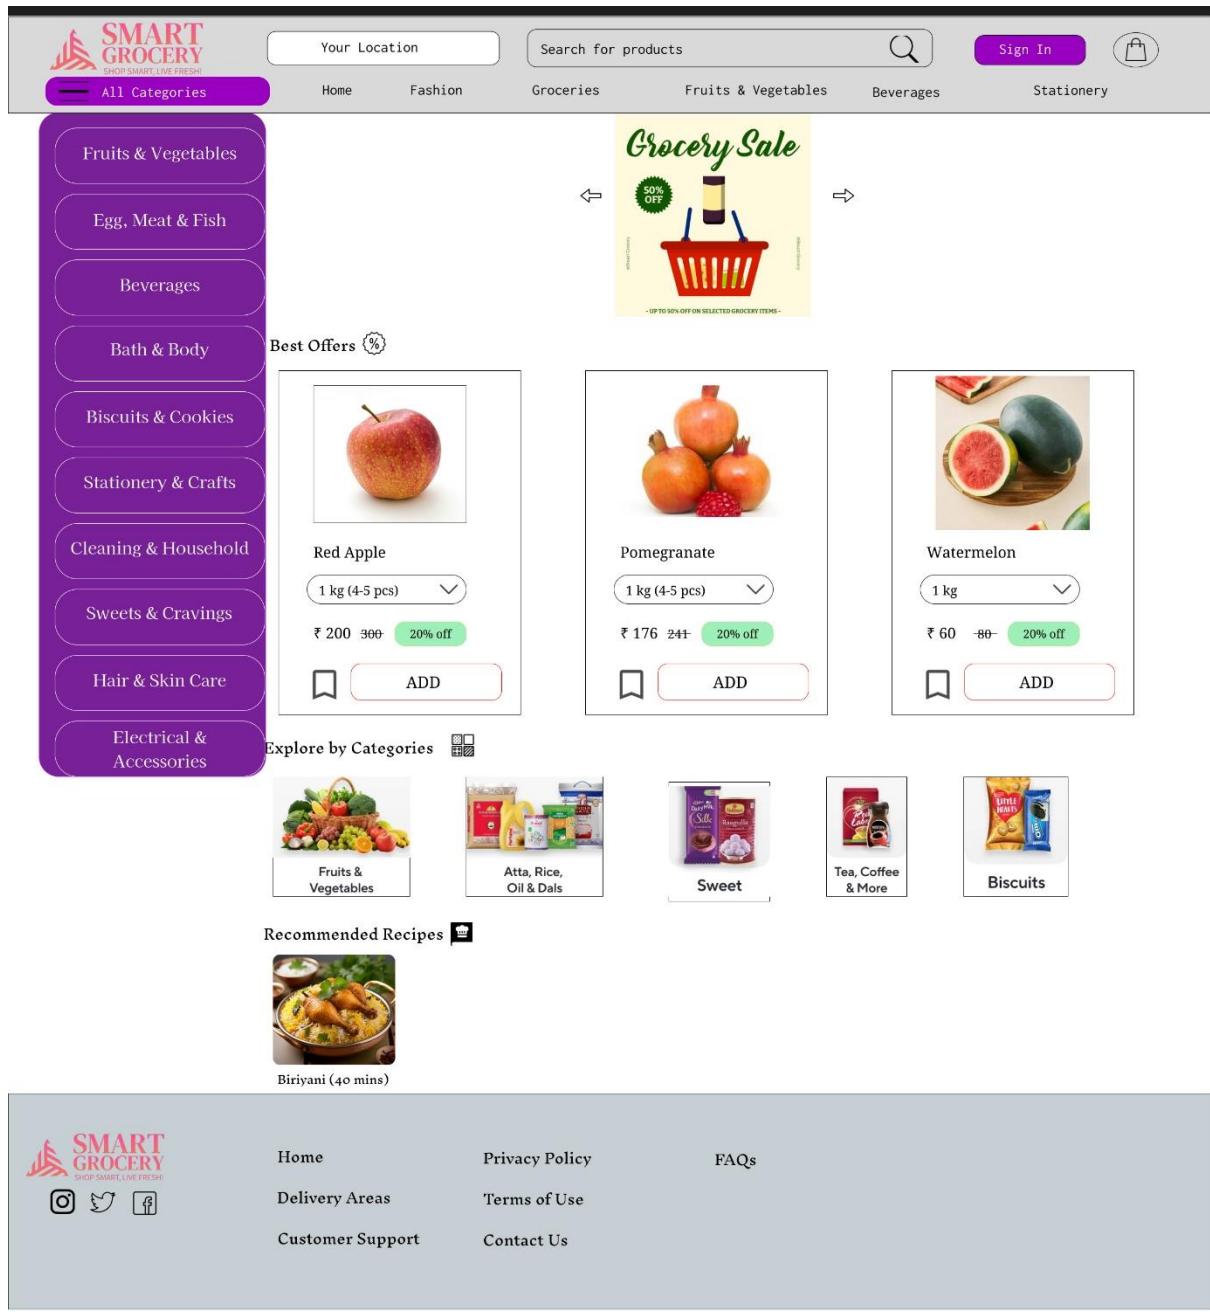 SMART
GROCERY
SHOP SMART, LIVE FRESH!
Your Location
Search for products
Sign In
All Categories
Home
Fashion
Groceries
Fruits & Vegetables
Beverages
Stationery
Fruits & Vegetables
Egg, Meat & Fish
Beverages
Bath & Body
Biscuits & Cookies
Stationery & Crafts
Cleaning & Household
Sweets & Cravings
Hair & Skin Care
Electrical &
Accessories
Grocery Sale
50%
OFF
- UP TO 50% OFF ON SELECTED GROCERY ITEMS -
Best Offers
%
Red Apple
1 kg (4-5 pcs)
₹ 200 300 20% off
ADD
Pomegranate
1 kg (4-5 pcs)
₹ 176 241 20% off
ADD
Watermelon
1 kg
₹ 60 80 20% off
ADD
Explore by Categories
Fruits &
Vegetables
Atta, Rice,
Oil & Dals
Dairy Milk
Silk
Rasgulla
Sweet
Tea, Coffee
& More
LITTLE
HEARTS
Biscuits
Recommended Recipes
Biriyani (40 mins)
SMART
GROCERY
SHOP SMART, LIVE FRESH!
Home
Delivery Areas
Customer Support
Privacy Policy
Terms of Use
Contact Us
FAQs